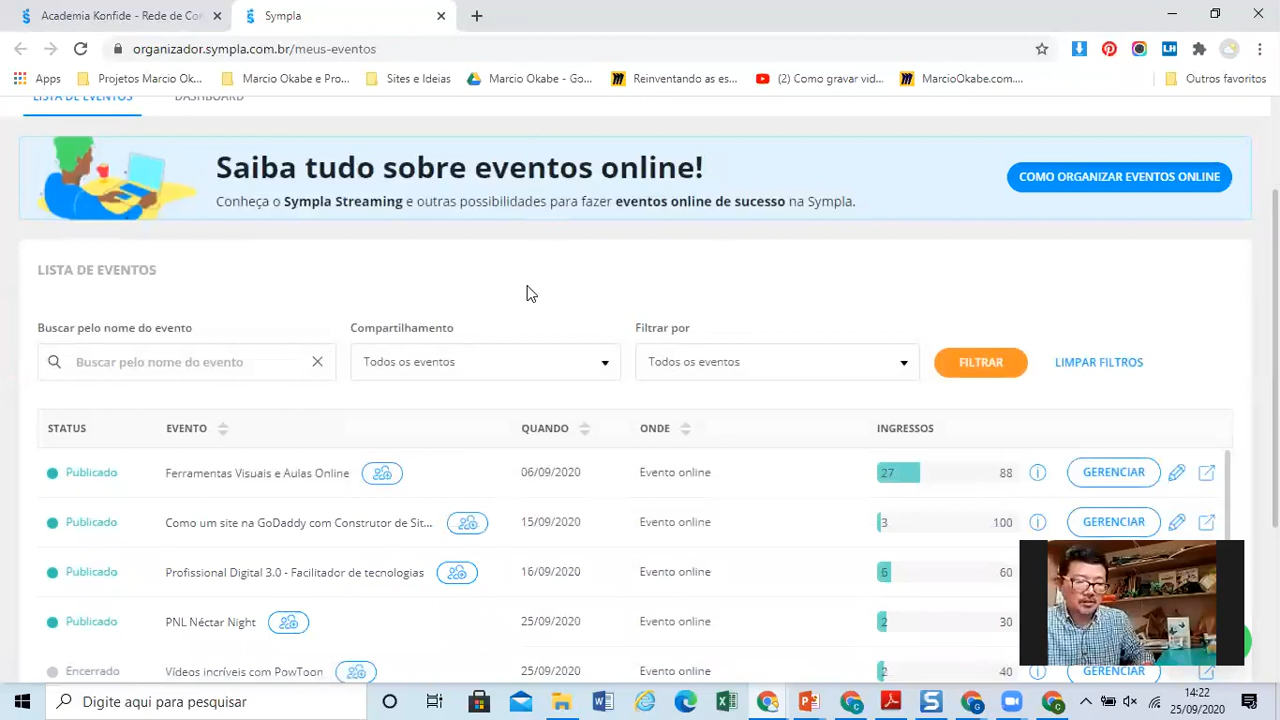 Academia Konfide - Rede de Co
Sympla
organizador.sympla.com.br/meus-eventos
Apps
Projetos Marcio Ok...
Marcio Okabe e Pro...
Sites e Ideias
Marcio Okabe - Go...
Reinventando as es...
(2) Como gravar vid...
MarcioOkabe.com....
Outros favoritos
LISTA DE EVENTOS DASHBOARD
Saiba tudo sobre eventos online!
Conheça o Sympla Streaming e outras possibilidades para fazer eventos online de sucesso na Sympla.
COMO ORGANIZAR EVENTOS ONLINE
LISTA DE EVENTOS
Buscar pelo nome do evento Compartilhamento Filtrar por
Buscar pelo nome do evento Todos os eventos Todos os eventos FILTRAR LIMPAR FILTROS
STATUS EVENTO QUANDO ONDE INGRESSOS
Publicado Ferramentas Visuais e Aulas Online 06/09/2020 Evento online 27 88 GERENCIAR
Publicado Como um site na GoDaddy com Construtor de Sit... 15/09/2020 Evento online 3 100 GERENCIAR
Publicado Profissional Digital 3.0 - Facilitador de tecnologias 16/09/2020 Evento online 6 60
Publicado PNL Néctar Night 25/09/2020 Evento online 2 30
Encerrado Vídeos incríveis com PowToon 25/09/2020 Evento online 2 40 GERENCIAR
Digite aqui para pesquisar
14:22
25/09/2020